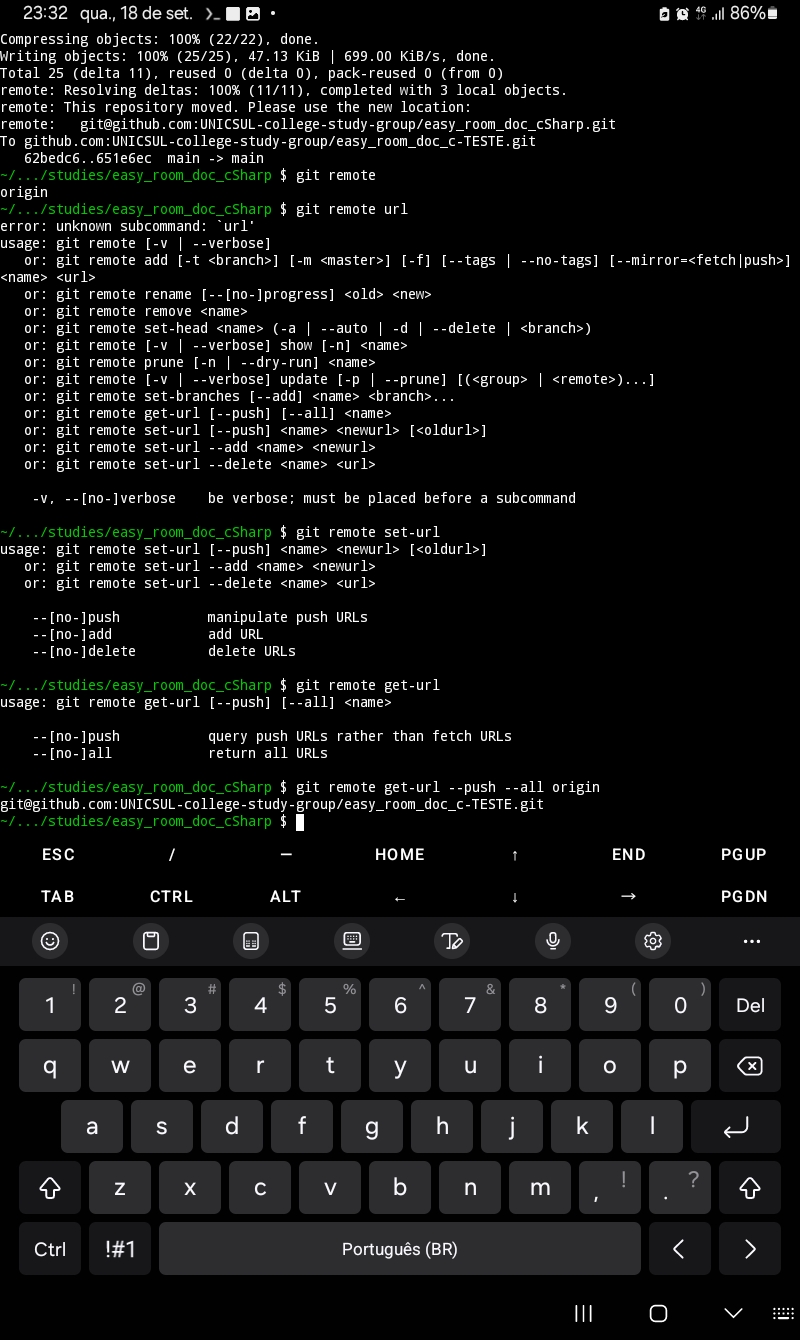 23:32 qua., 18 de set. 4G 86%
Compressing objects: 100% (22/22), done.
Writing objects: 100% (25/25), 47.13 KiB | 699.00 KiB/s, done.
Total 25 (delta 11), reused 0 (delta 0), pack-reused 0 (from 0)
remote: Resolving deltas: 100% (11/11), completed with 3 local objects.
remote: This repository moved. Please use the new location:
remote:   git@github.com:UNICSUL-college-study-group/easy_room_doc_cSharp.git
To github.com:UNICSUL-college-study-group/easy_room_doc_c-TESTE.git
   62bedc6..651e6ec  main -> main
~/.../studies/easy_room_doc_cSharp $ git remote
origin
~/.../studies/easy_room_doc_cSharp $ git remote url
error: unknown subcommand: `url'
usage: git remote [-v | --verbose]
   or: git remote add [-t <branch>] [-m <master>] [-f] [--tags | --no-tags] [--mirror=<fetch|push>]
<name> <url>
   or: git remote rename [--[no-]progress] <old> <new>
   or: git remote remove <name>
   or: git remote set-head <name> (-a | --auto | -d | --delete | <branch>)
   or: git remote [-v | --verbose] show [-n] <name>
   or: git remote prune [-n | --dry-run] <name>
   or: git remote [-v | --verbose] update [-p | --prune] [(<group> | <remote>)...]
   or: git remote set-branches [--add] <name> <branch>...
   or: git remote get-url [--push] [--all] <name>
   or: git remote set-url [--push] <name> <newurl> [<oldurl>]
   or: git remote set-url --add <name> <newurl>
   or: git remote set-url --delete <name> <url>
    -v, --[no-]verbose    be verbose; must be placed before a subcommand
~/.../studies/easy_room_doc_cSharp $ git remote set-url
usage: git remote set-url [--push] <name> <newurl> [<oldurl>]
   or: git remote set-url --add <name> <newurl>
   or: git remote set-url --delete <name> <url>
    --[no-]push           manipulate push URLs
    --[no-]add            add URL
    --[no-]delete         delete URLs
~/.../studies/easy_room_doc_cSharp $ git remote get-url
usage: git remote get-url [--push] [--all] <name>
    --[no-]push           query push URLs rather than fetch URLs
    --[no-]all            return all URLs
~/.../studies/easy_room_doc_cSharp $ git remote get-url --push --all origin
git@github.com:UNICSUL-college-study-group/easy_room_doc_c-TESTE.git
~/.../studies/easy_room_doc_cSharp $
ESC / — HOME ↑ END PGUP
TAB CTRL ALT ← ↓ → PGDN
! @ # $ % ^ & * ( )
1 2 3 4 5 6 7 8 9 0 Del
q w e r t y u i o p
a s d f g h j k l
z x c v b n m , ! . ?
Ctrl !#1 Português (BR) < >